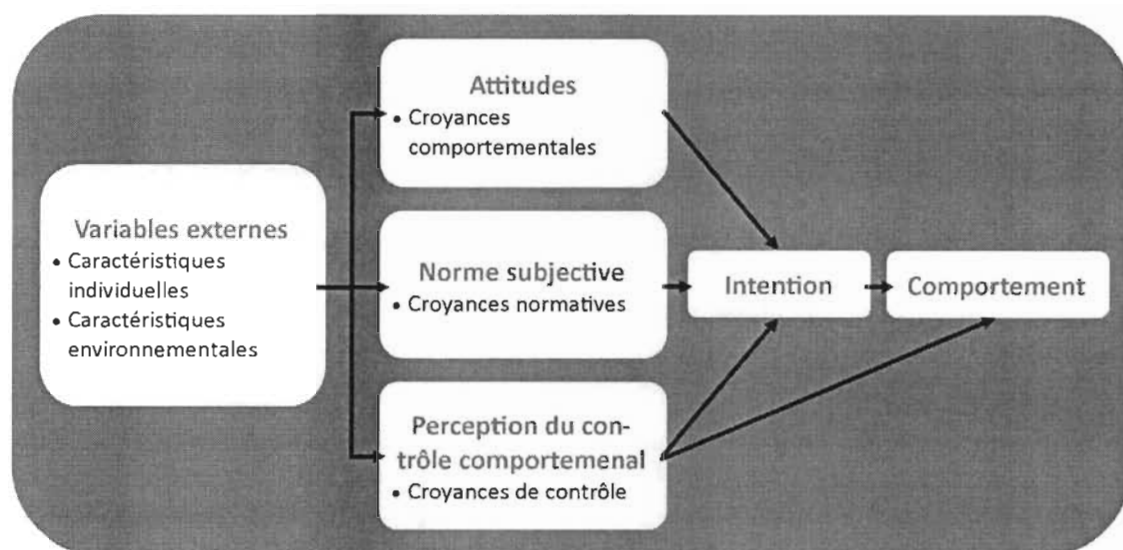 Attitudes
• Croyances
comportementales
Variables externes
• Caractéristiques
individuelles
• Caractéristiques
environnementales
Norme subjective
• Croyances normatives
Intention
Comportement
Perception du con-
trôle comportemenal
• Croyances de contrôle